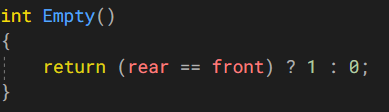 int Empty()
{
return (rear == front) ? 1 : 0;
}